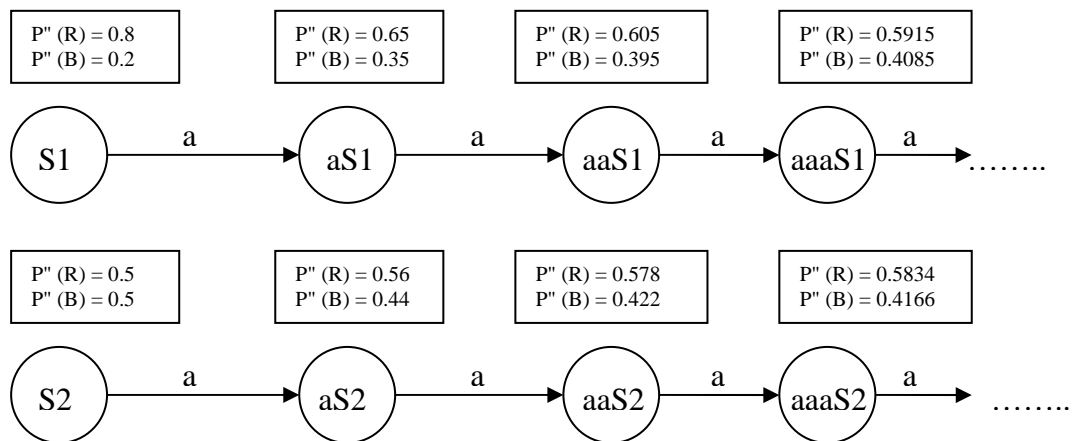 P" (R) = 0.8
P" (B) = 0.2
P" (R) = 0.65
P" (B) = 0.35
P" (R) = 0.605
P" (B) = 0.395
P" (R) = 0.5915
P" (B) = 0.4085
S1
a
aS1
a
aaS1
a
aaaS1
a
........
P" (R) = 0.5
P" (B) = 0.5
P" (R) = 0.56
P" (B) = 0.44
P" (R) = 0.578
P" (B) = 0.422
P" (R) = 0.5834
P" (B) = 0.4166
S2
a
aS2
a
aaS2
a
aaaS2
a
........